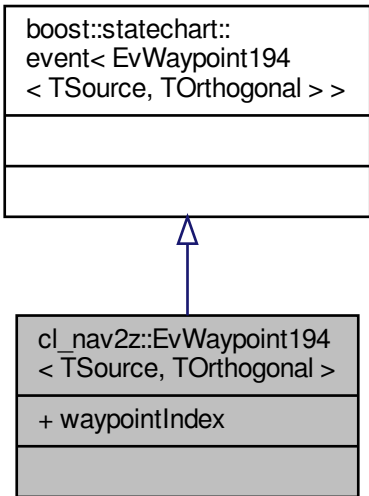 boost::statechart::
event< EvWaypoint194
< TSource, TOrthogonal > >
cl_nav2z::EvWaypoint194
< TSource, TOrthogonal >
+ waypointIndex